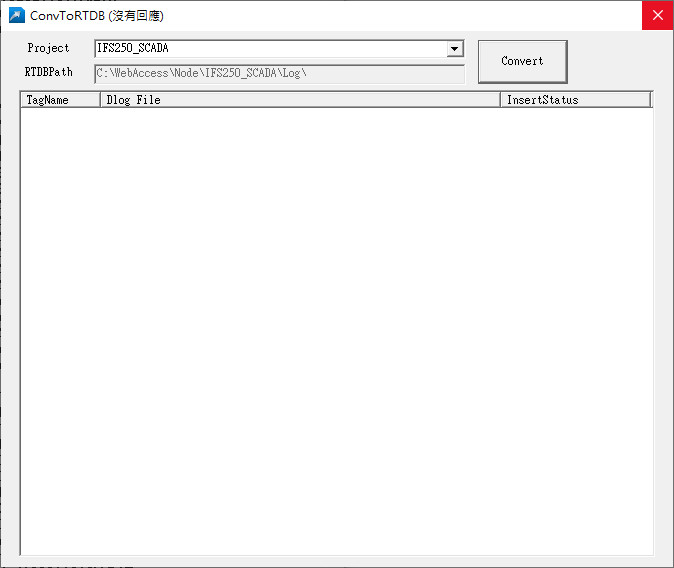 ConvToRTDB (沒有回應)
Project IFS250_SCADA
Convert
RTDBPath C:\WebAccess\Node\IFS250_SCADA\Log\
TagName Dlog File InsertStatus